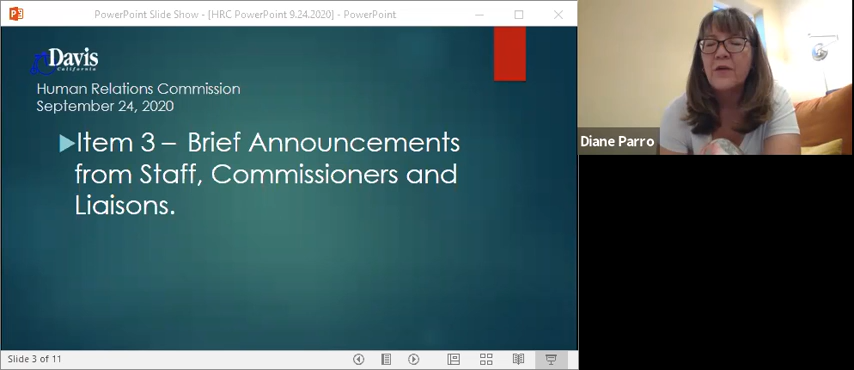 PowerPoint Slide Show - [HRC PowerPoint 9.24.2020] - PowerPoint
Davis
California
Human Relations Commission
September 24, 2020
Item 3 – Brief Announcements
from Staff, Commissioners and
Liaisons.
Slide 3 of 11
Diane Parro